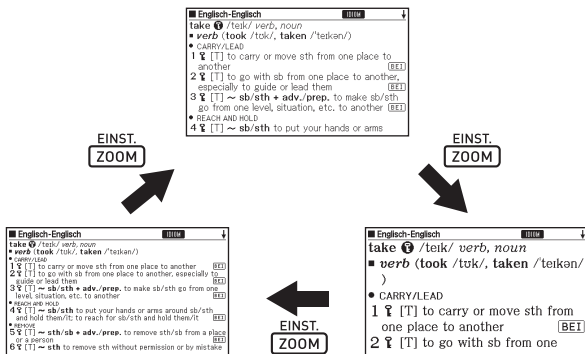 Englisch-Englisch IDIOM
take /teɪk/ verb, noun
verb (took /tʊk/, taken /ˈteɪkən/)
CARRY/LEAD
1 [T] to carry or move sth from one place to
another BEI
2 [T] to go with sb from one place to another,
especially to guide or lead them BEI
3 [T] ~ sb/sth + adv./prep. to make sb/sth
go from one level, situation, etc. to another BEI
REACH AND HOLD
4 [T] ~ sb/sth to put your hands or arms
EINST.
ZOOM
EINST.
ZOOM
Englisch-Englisch IDIOM
take /teɪk/ verb, noun
verb (took /tʊk/, taken /ˈteɪkən/)
CARRY/LEAD
1 [T] to carry or move sth from one place to another BEI
2 [T] to go with sb from one place to another, especially to
guide or lead them BEI
3 [T] ~ sb/sth + adv./prep. to make sb/sth go from one
level, situation, etc. to another BEI
REACH AND HOLD
4 [T] ~ sb/sth to put your hands or arms around sb/sth
and hold them/it; to reach for sb/sth and hold them/it BEI
REMOVE
5 [T] ~ sth/sb + adv./prep. to remove sth/sb from a place
or a person BEI
6 [T] ~ sth to remove sth without permission or by mistake
EINST.
ZOOM
Englisch-Englisch IDIOM
take /teɪk/ verb, noun
verb (took /tʊk/, taken /ˈteɪkən/
)
CARRY/LEAD
1 [T] to carry or move sth from
one place to another BEI
2 [T] to go with sb from one